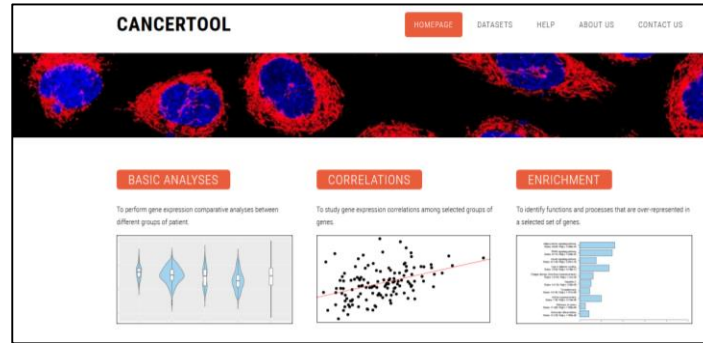 CANCERTOOL
HOMEPAGE DATASETS HELP ABOUT US CONTACT US
BASIC ANALYSES
To perform gene expression comparative analyses between
different groups of patient.
CORRELATIONS
To study gene expression correlations among selected groups of
genes.
ENRICHMENT
To identify functions and processes that are over-represented in
a selected set of genes.